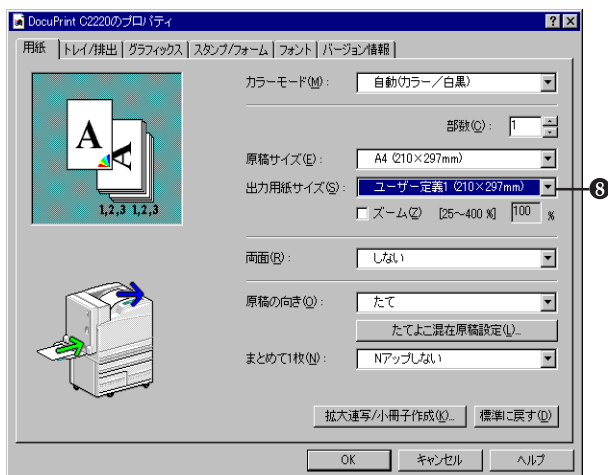 DocuPrint C2220のプロパティ
用紙 トレイ/排出 グラフィックス スタンプ/フォーム フォント バージョン情報
カラーモード(M)： 自動(カラー／白黒)
部数(C)： 1
原稿サイズ(E)： A4 (210×297mm)
出力用紙サイズ(S)： ユーザー定義1 (210×297mm) ❽
ズーム(Z) [25～400 %] 100 %
A A
1,2,3 1,2,3
両面(R)： しない
原稿の向き(O)： たて
たてよこ混在原稿設定(L)...
まとめて1枚(N)： Nアップしない
拡大連写/小冊子作成(K)... 標準に戻す(D)
OK キャンセル ヘルプ